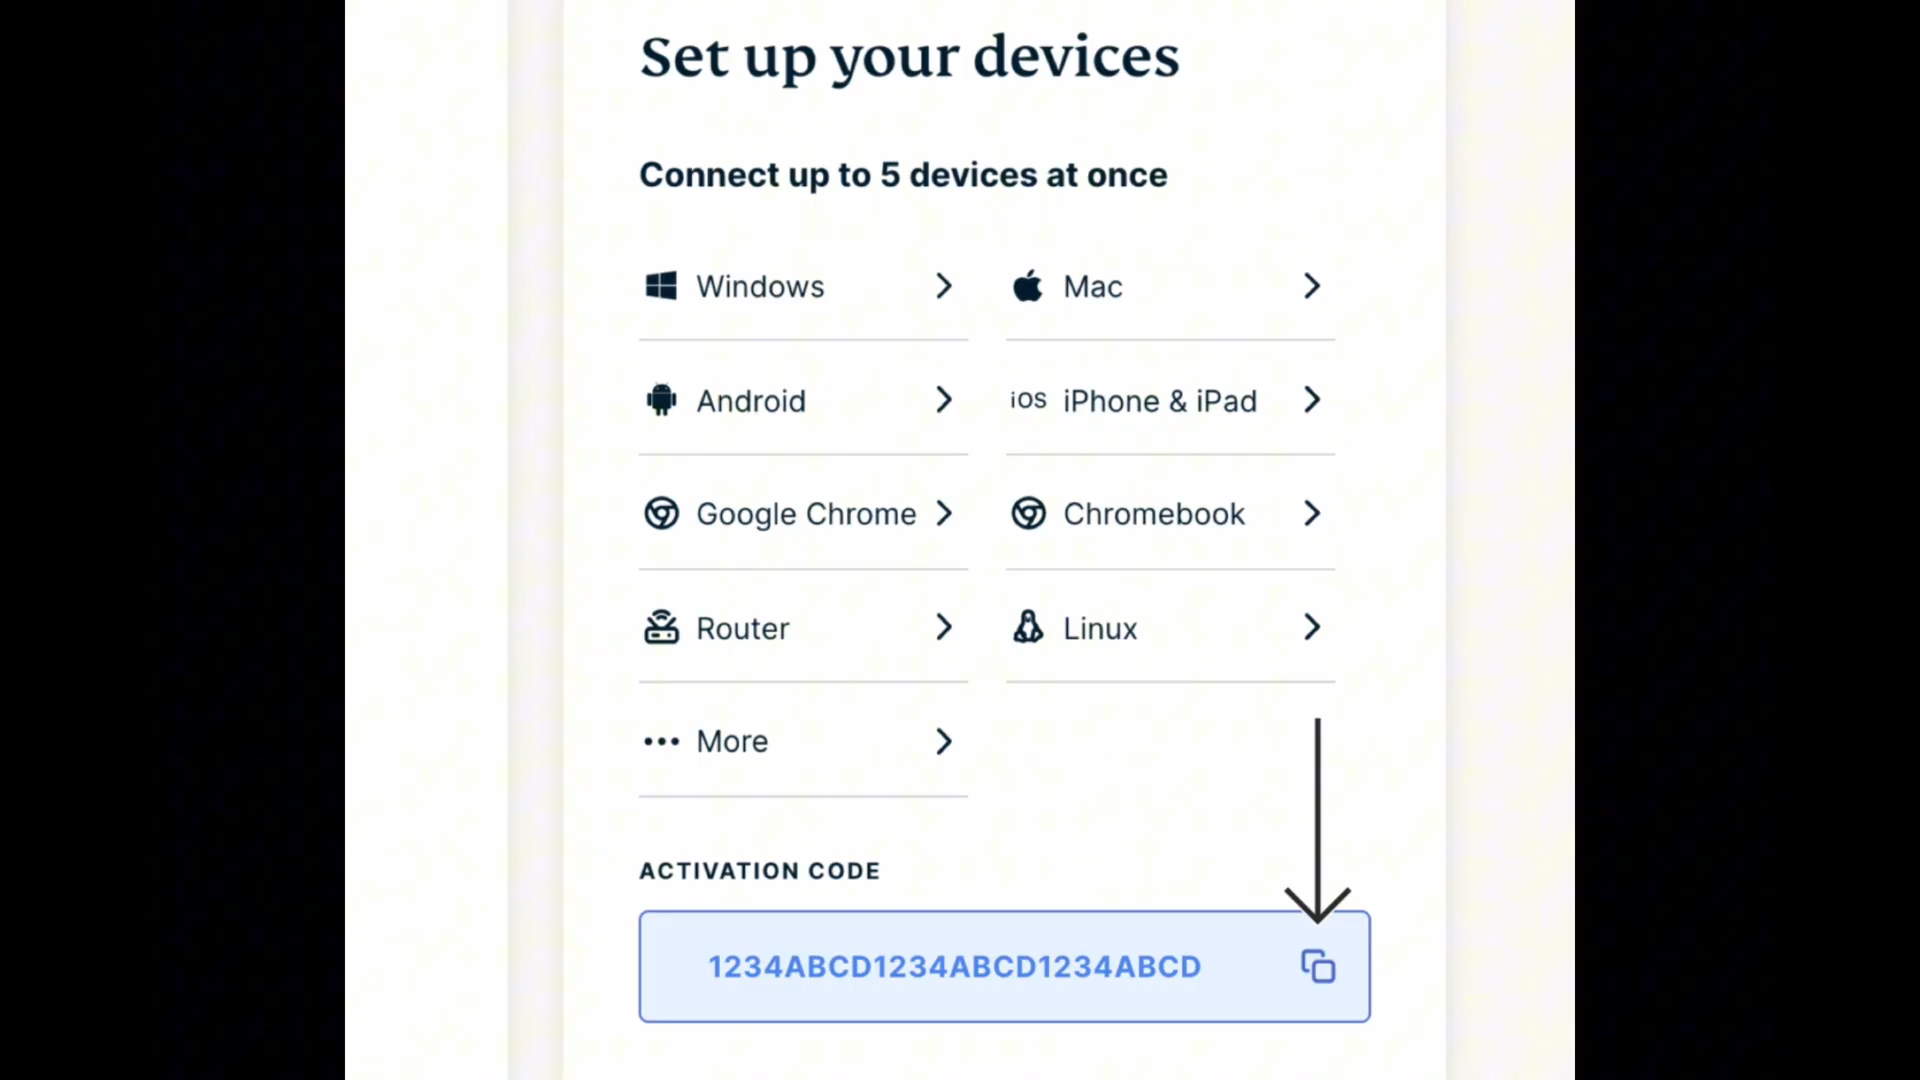 Set up your devices
Connect up to 5 devices at once
Windows
Mac
Android
iOS iPhone & iPad
Google Chrome
Chromebook
Router
Linux
More
ACTIVATION CODE
1234ABCD1234ABCD1234ABCD